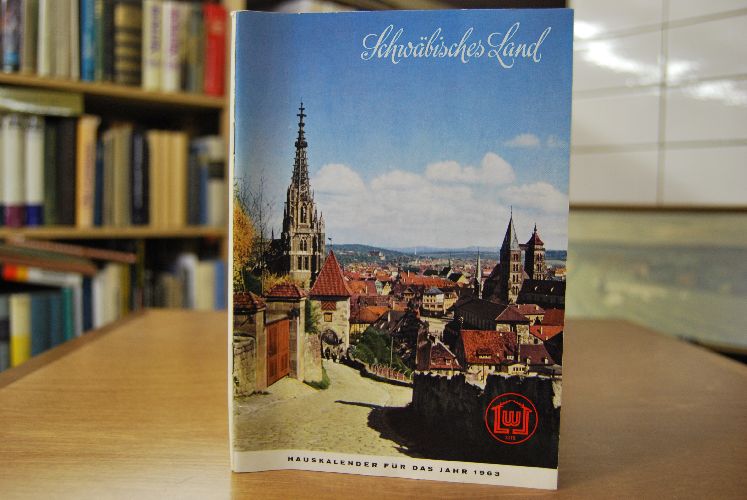 Schwäbisches Land
HAUSKALENDER FÜR DAS JAHR 1963